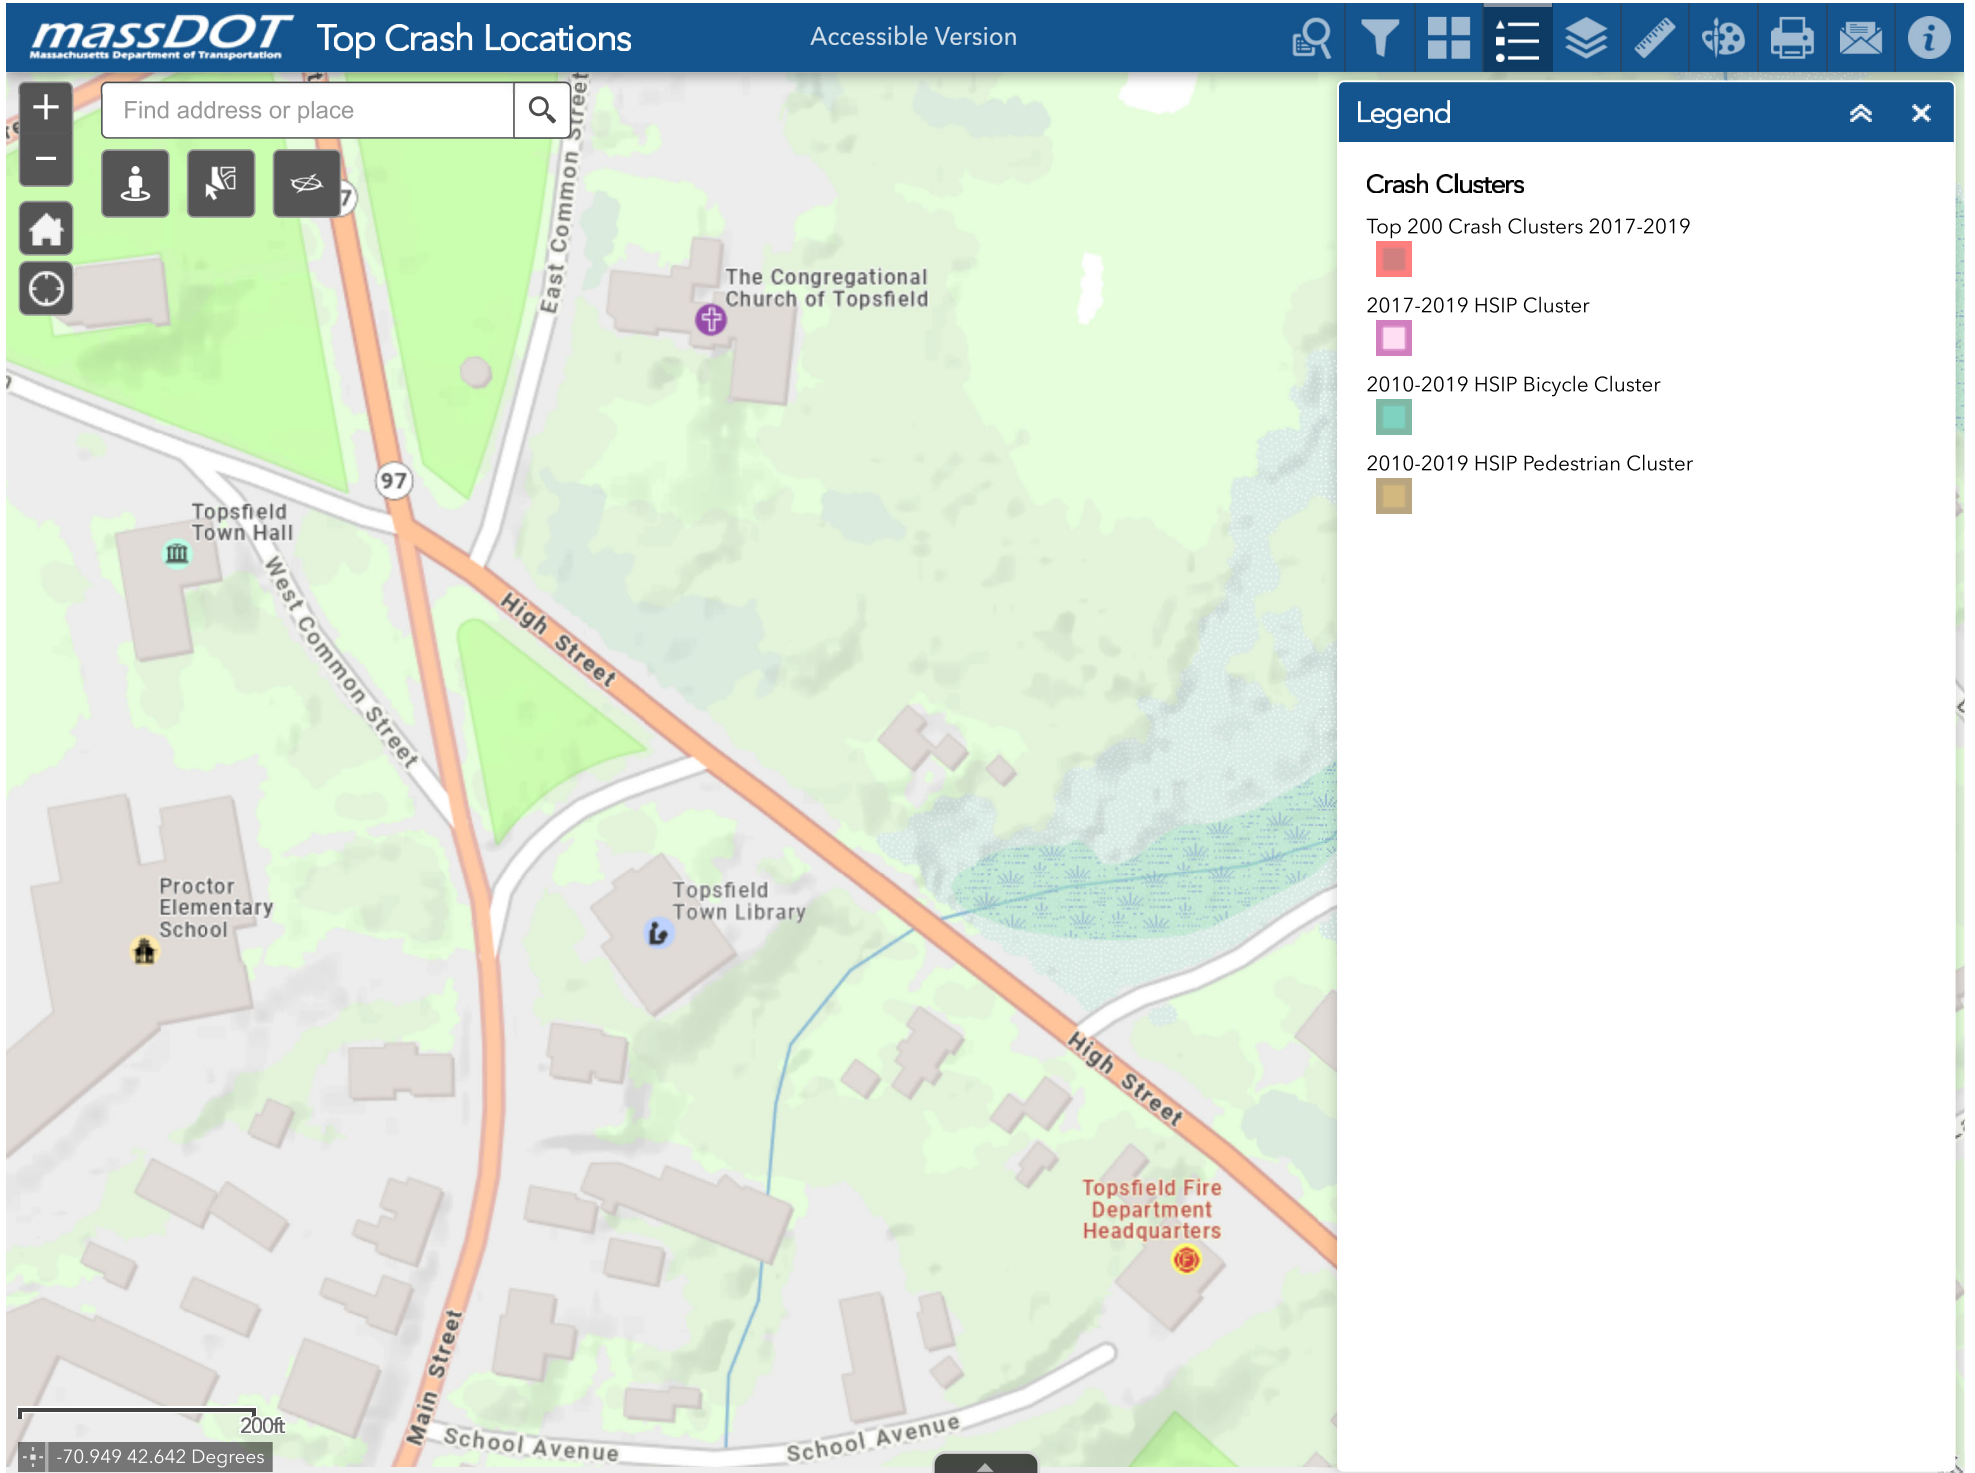 massDOT
Massachusetts Department of Transportation
Top Crash Locations
Accessible Version
Find address or place
Legend
Crash Clusters
Top 200 Crash Clusters 2017-2019
2017-2019 HSIP Cluster
2010-2019 HSIP Bicycle Cluster
2010-2019 HSIP Pedestrian Cluster
East Common Street
7
The Congregational
Church of Topsfield
97
Topsfield
Town Hall
West Common Street
High Street
Proctor
Elementary
School
Topsfield
Town Library
High Street
Topsfield Fire
Department
Headquarters
F
Main Street
School Avenue
School Avenue
200ft
-70.949 42.642 Degrees